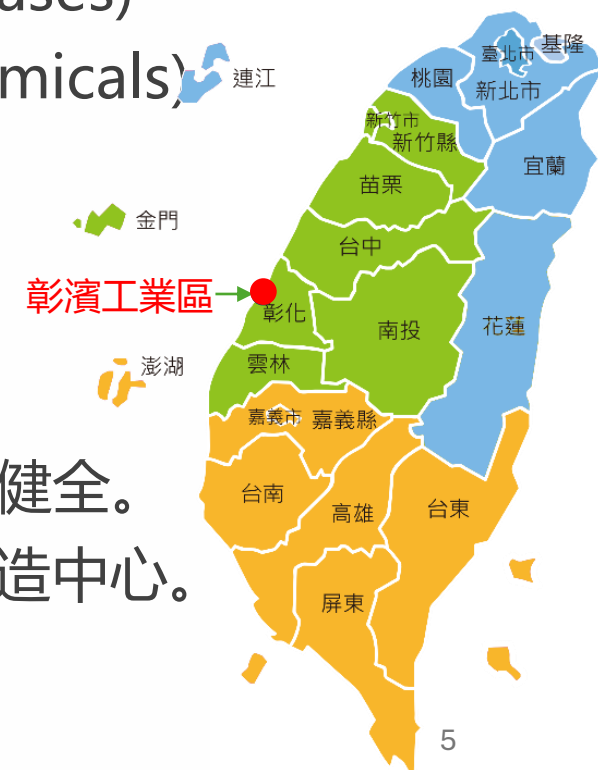 ases)
micals)
連江
基隆
臺北市
桃園
新北市
新竹市
新竹縣
宜蘭
苗栗
金門
台中
彰濱工業區
彰化
南投
花蓮
澎湖
雲林
嘉義市
嘉義縣
健全。
台南
高雄
台東
造中心。
屏東
5